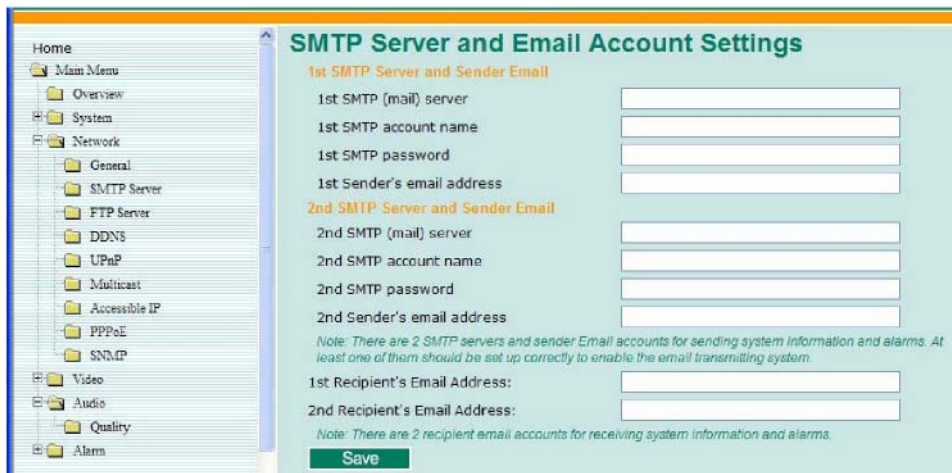 Home
Main Menu
Overview
System
Network
General
SMTP Server
FTP Server
DDNS
UPnP
Multicast
Accessible IP
PPPoE
SNMP
Video
Audio
Quality
Alarm
SMTP Server and Email Account Settings
1st SMTP Server and Sender Email
1st SMTP (mail) server
1st SMTP account name
1st SMTP password
1st Sender's email address
2nd SMTP Server and Sender Email
2nd SMTP (mail) server
2nd SMTP account name
2nd SMTP password
2nd Sender's email address
Note: There are 2 SMTP servers and sender Email accounts for sending system information and alarms. At
least one of them should be set up correctly to enable the email transmitting system.
1st Recipient's Email Address:
2nd Recipient's Email Address:
Note: There are 2 recipient email accounts for receiving system information and alarms.
Save